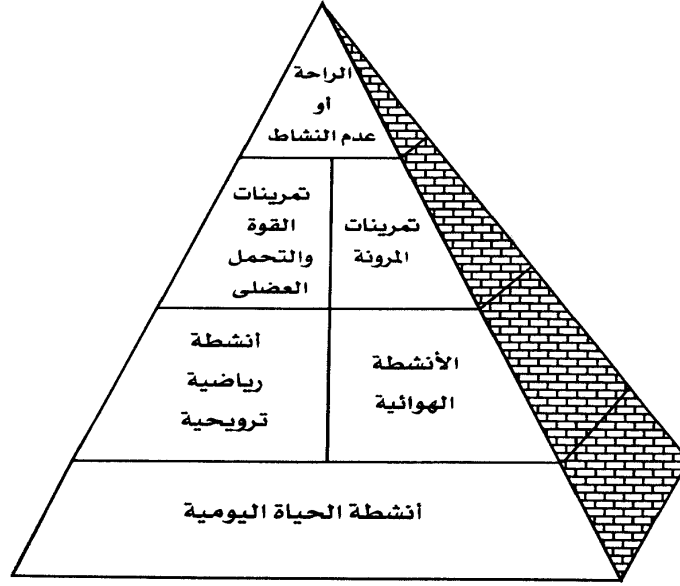 الراحة
أو
عدم النشاط
تمرينات
المرونة
تمرينات
القوة
والتحمل
العضلى
الأنشطة
الهوائية
أنشطة
رياضية
ترويحية
أنشطة الحياة اليومية